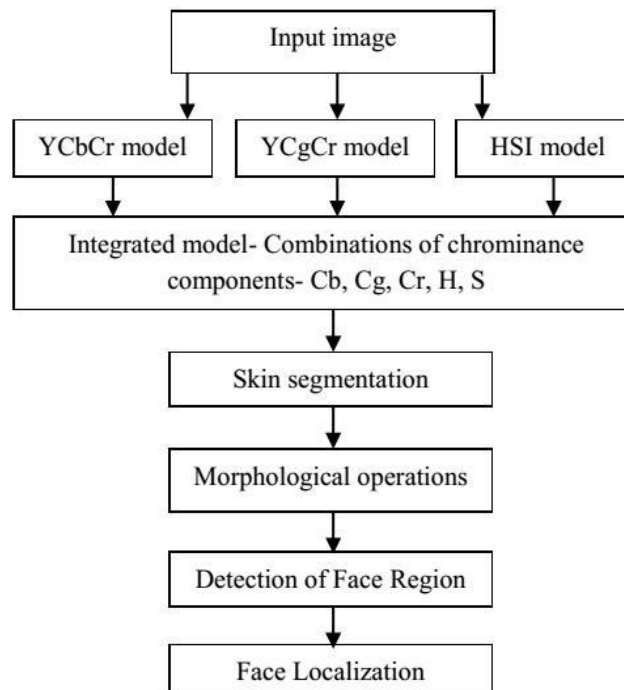 Input image
YCbCr model
YCgCr model
HSI model
Integrated model- Combinations of chrominance
components- Cb, Cg, Cr, H, S
Skin segmentation
Morphological operations
Detection of Face Region
Face Localization